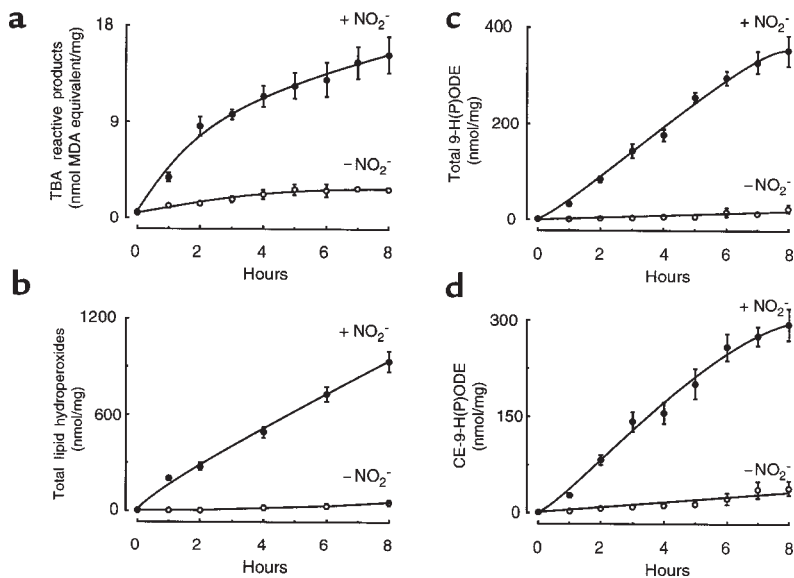 a
+ NO2-
18
9
0
TBA reactive products
(nmol MDA equivalent/mg)
−NO2-
0 2 4 6 8
Hours
b
+ NO2-
1200
600
0
Total lipid hydroperoxides
(nmol/mg)
−NO2-
0 2 4 6 8
Hours
c
+ NO2-
400
200
0
Total 9-H(P)ODE
(nmol/mg)
−NO2-
0 2 4 6 8
Hours
d
+ NO2-
300
150
0
CE-9-H(P)ODE
(nmol/mg)
−NO2-
0 2 4 6 8
Hours